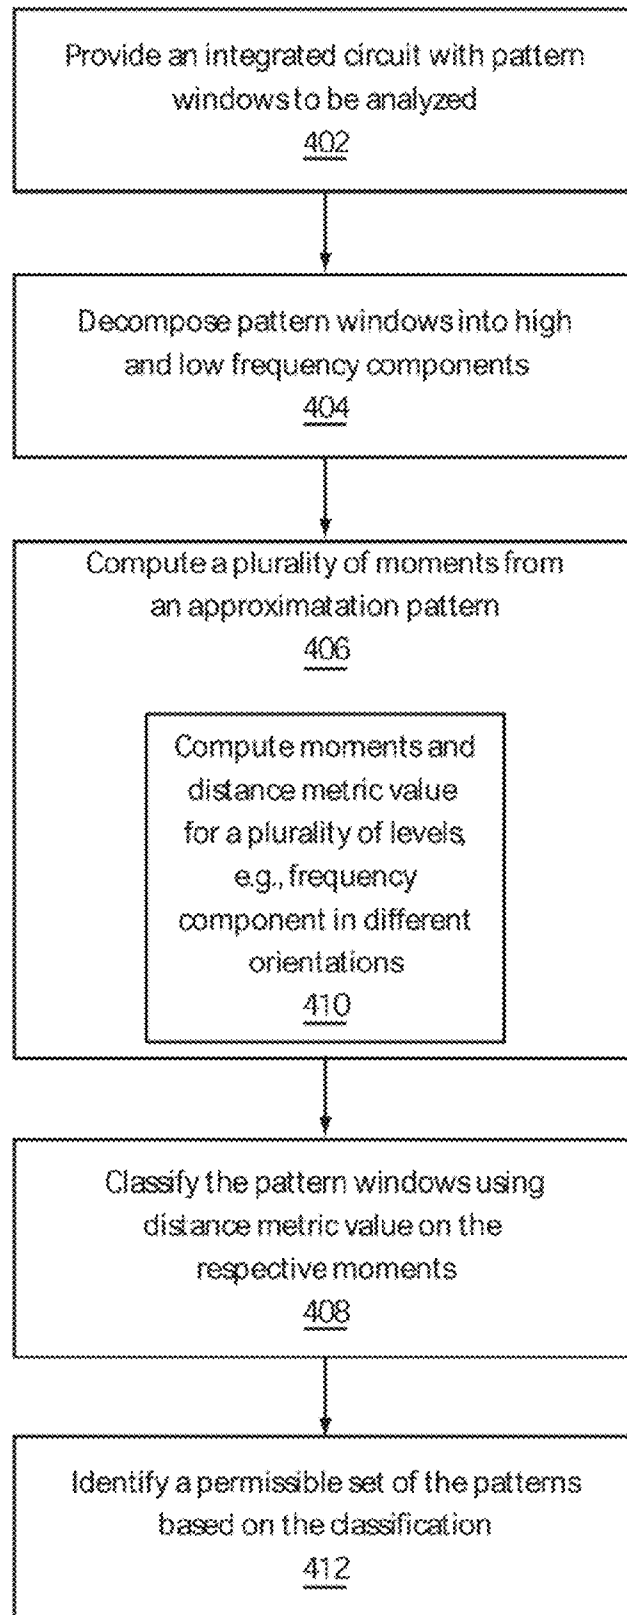 Provide an integrated circuit with pattern
windows to be analyzed
402
Decompose pattern windows into high
and low frequency components
404
Compute a plurality of moments from
an approximatation pattern
406
Compute moments and
distance metric value
for a plurality of levels,
e.g., frequency
component in different
orientations
410
Classify the pattern windows using
distance metric value on the
respective moments
408
Identify a permissible set of the patterns
based on the classification
412